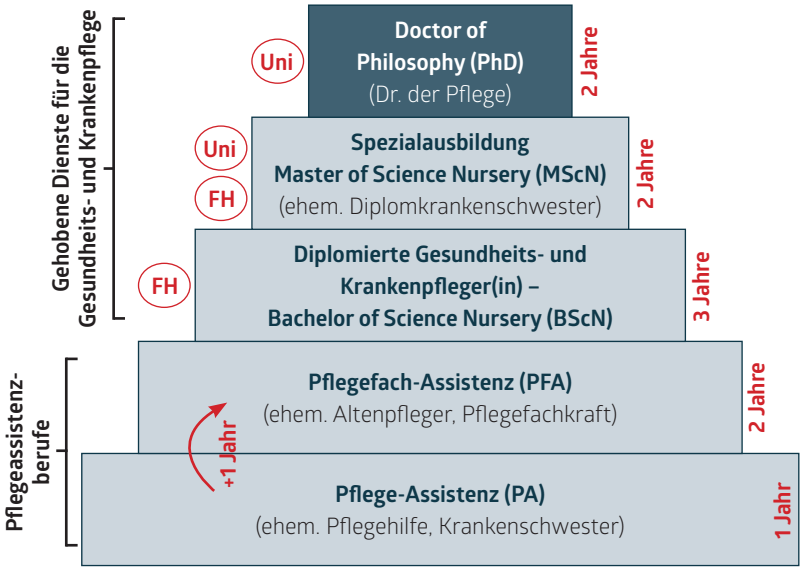 Gehobene Dienste für die
Gesundheits- und Krankenpflege
Uni
Doctor of
Philosophy (PhD)
(Dr. der Pflege)
2 Jahre
Uni
FH
Spezialausbildung
Master of Science Nursery (MScN)
(ehem. Diplomkrankenschwester)
2 Jahre
FH
Diplomierte Gesundheits- und
Krankenpfleger(in) –
Bachelor of Science Nursery (BScN)
3 Jahre
Pflegeassistenz-
berufe
Pflegefach-Assistenz (PFA)
(ehem. Altenpfleger, Pflegefachkraft)
2 Jahre
+1 Jahr
Pflege-Assistenz (PA)
(ehem. Pflegehilfe, Krankenschwester)
1 Jahr